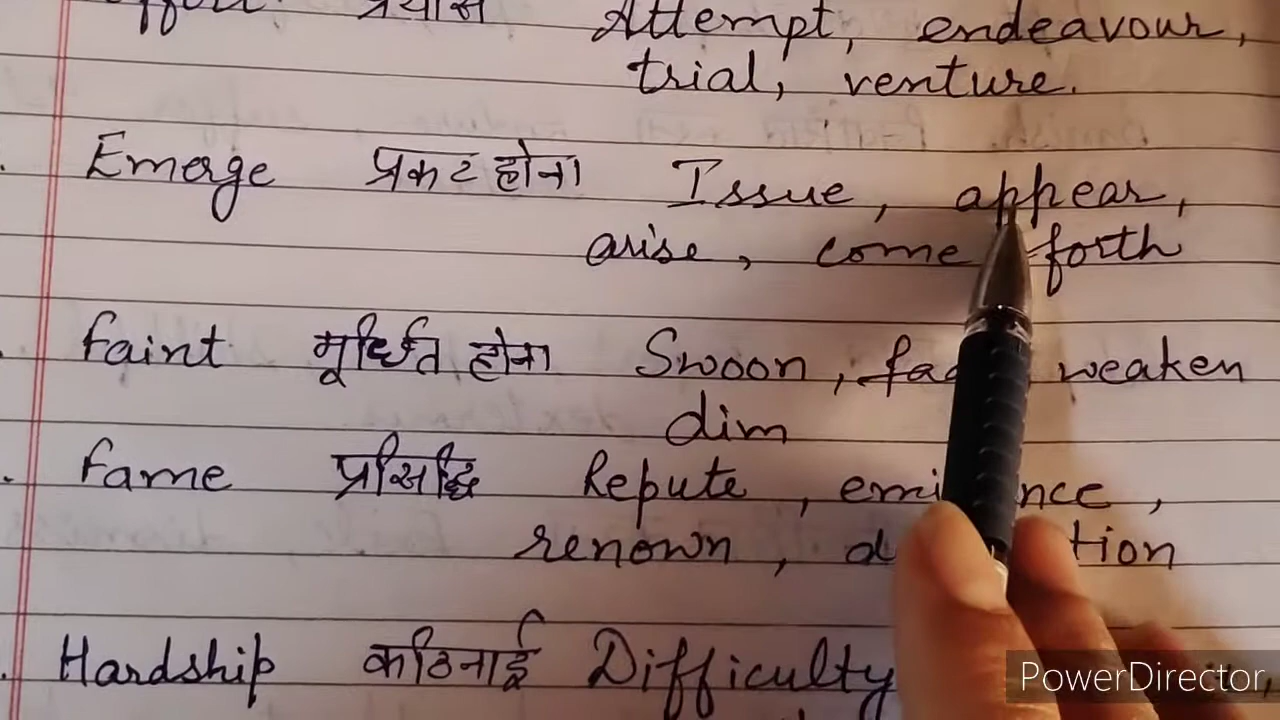 प्रयास Attempt, endeavour,
trial, venture.
Emerge प्रकट होना Issue, appear,
arise, come forth
Faint मूर्छित होना Swoon, weaken
dim
Fame प्रसिद्धि Repute,
renown,
Hardship कठिनाई Difficulty
PowerDirector